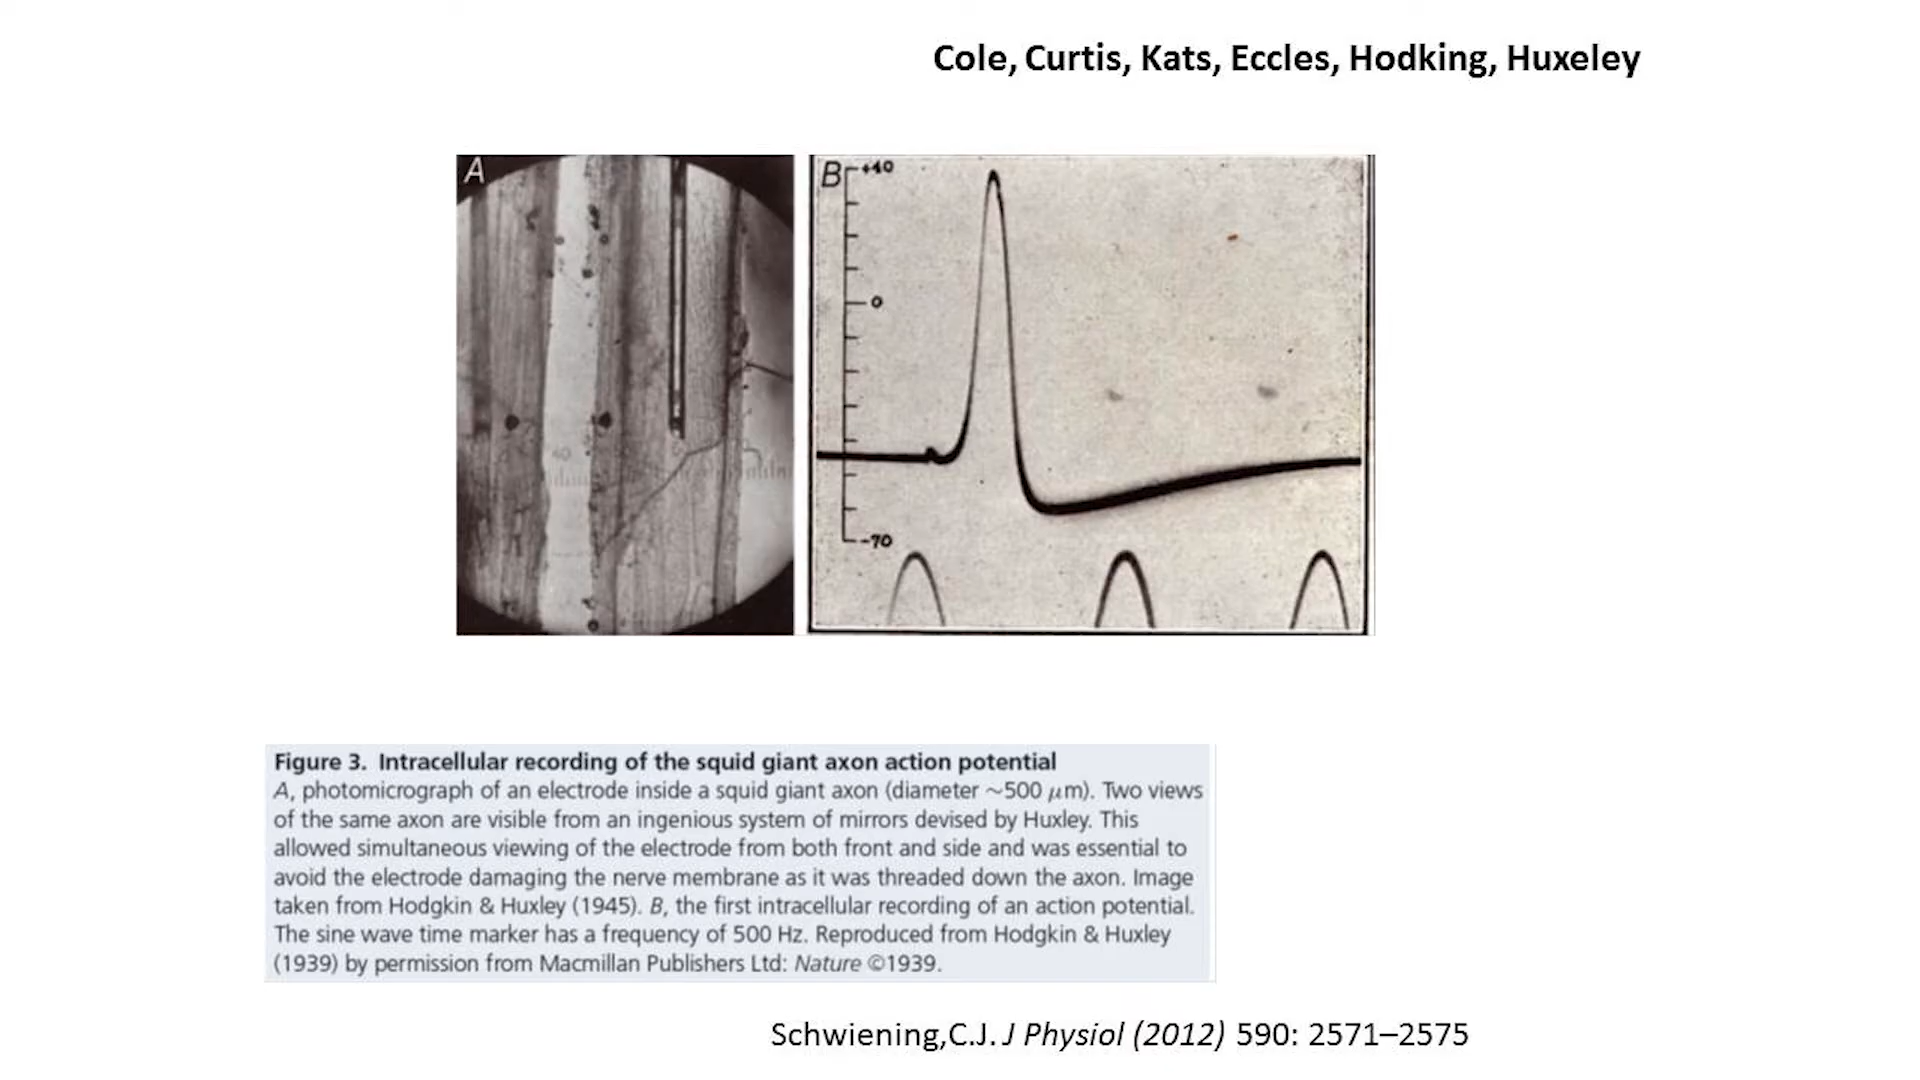 Cole, Curtis, Kats, Eccles, Hodking, Huxeley
A
B
+40
0
-70
40
Figure 3. Intracellular recording of the squid giant axon action potential
A, photomicrograph of an electrode inside a squid giant axon (diameter ∼500 μm). Two views
of the same axon are visible from an ingenious system of mirrors devised by Huxley. This
allowed simultaneous viewing of the electrode from both front and side and was essential to
avoid the electrode damaging the nerve membrane as it was threaded down the axon. Image
taken from Hodgkin & Huxley (1945). B, the first intracellular recording of an action potential.
The sine wave time marker has a frequency of 500 Hz. Reproduced from Hodgkin & Huxley
(1939) by permission from Macmillan Publishers Ltd: Nature ©1939.
Schwiening,C.J. J Physiol (2012) 590: 2571–2575